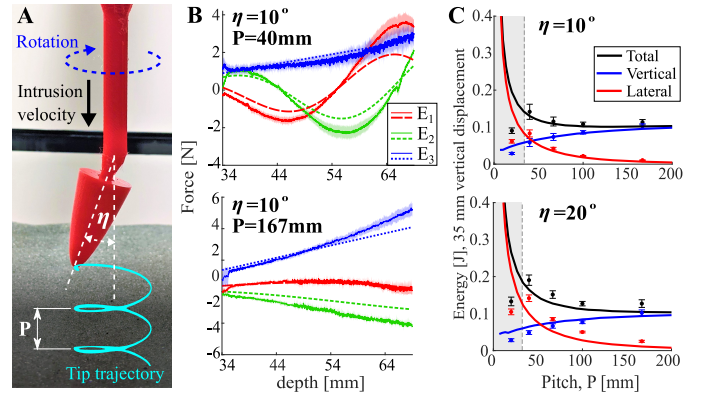 A
Rotation
Intrusion
velocity
η
P
Tip trajectory
B
η=10°
P=40mm
4
2
0
-2
-4
34 44 54 64
E1
E2
E3
Force [N]
η=10°
P=167mm
6
4
2
0
-2
-4
6
34 44 54 64
depth [mm]
C
η=10°
0.4
0.3
0.2
0.1
0
0 50 100 150 200
Total
Vertical
Lateral
Energy [J], 35 mm vertical displacement
η=20°
0.4
0.3
0.2
0.1
0
0 50 100 150 200
Pitch, P [mm]